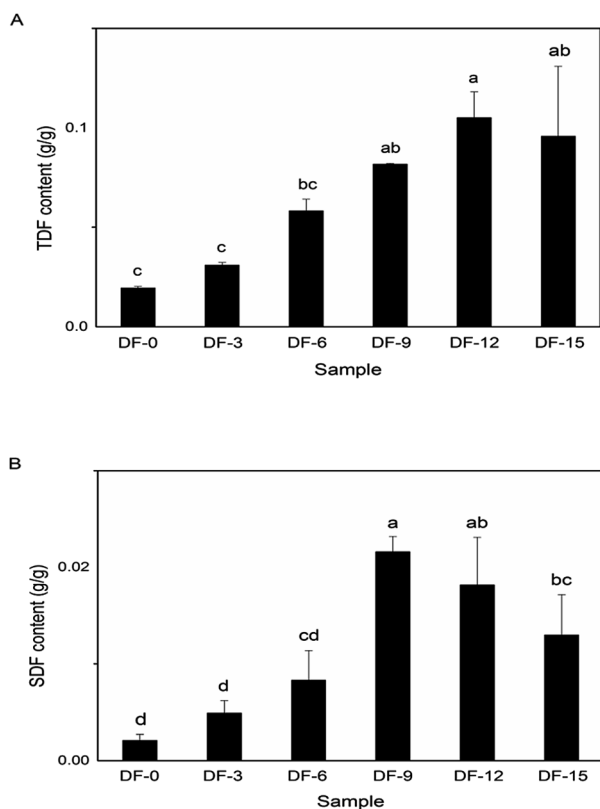 A
TDF content (g/g)
0.1
0.0
c
c
bc
ab
a
ab
DF-0 DF-3 DF-6 DF-9 DF-12 DF-15
Sample
B
SDF content (g/g)
0.02
0.00
d
d
cd
a
ab
bc
DF-0 DF-3 DF-6 DF-9 DF-12 DF-15
Sample